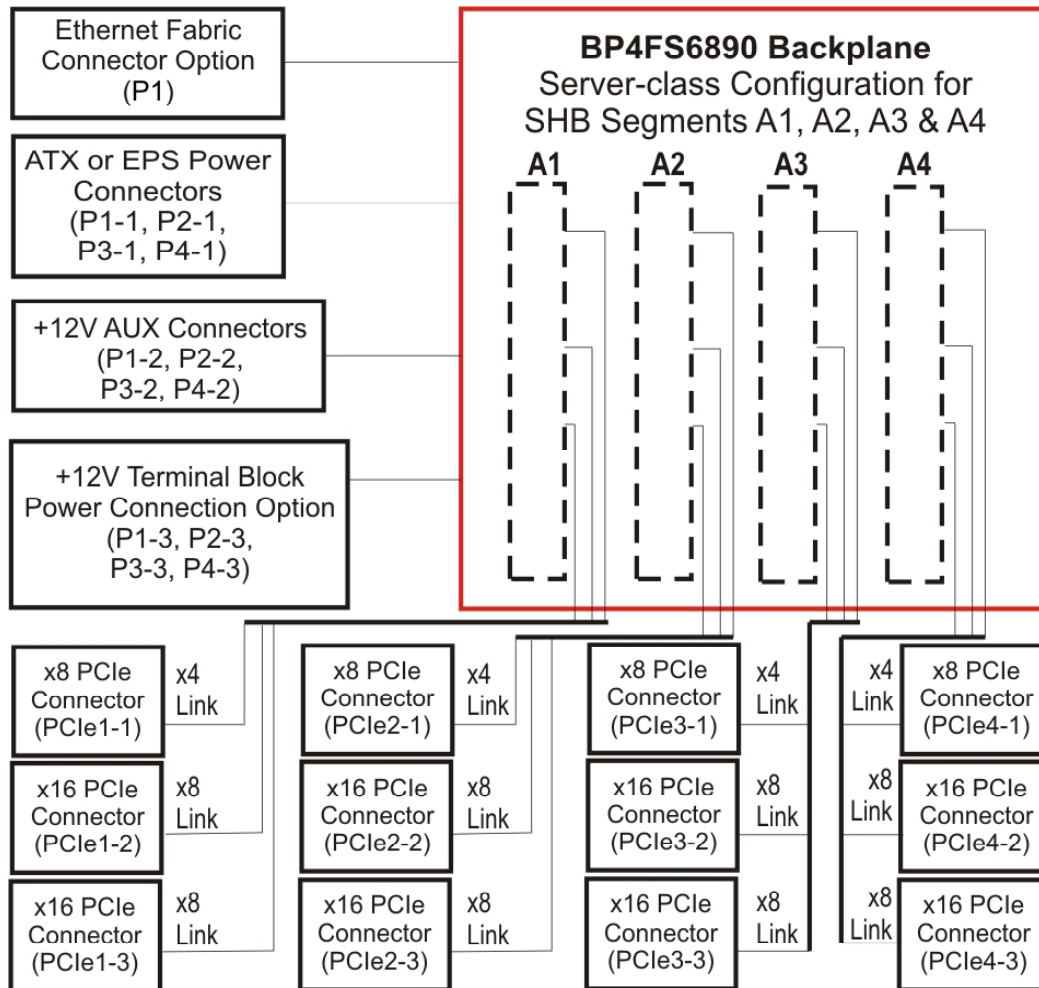 Ethernet Fabric
Connector Option
(P1)
ATX or EPS Power
Connectors
(P1-1, P2-1,
P3-1, P4-1)
+12V AUX Connectors
(P1-2, P2-2,
P3-2, P4-2)
+12V Terminal Block
Power Connection Option
(P1-3, P2-3,
P3-3, P4-3)
BP4FS6890 Backplane
Server-class Configuration for
SHB Segments A1, A2, A3 & A4
A1
A2
A3
A4
x8 PCIe
Connector
(PCIe1-1)
x4
Link
x8 PCIe
Connector
(PCIe2-1)
x4
Link
x8 PCIe
Connector
(PCIe3-1)
x4
Link
x4
Link
x8 PCIe
Connector
(PCIe4-1)
x16 PCIe
Connector
(PCIe1-2)
x8
Link
x16 PCIe
Connector
(PCIe2-2)
x8
Link
x16 PCIe
Connector
(PCIe3-2)
x8
Link
x8
Link
x16 PCIe
Connector
(PCIe4-2)
x16 PCIe
Connector
(PCIe1-3)
x8
Link
x16 PCIe
Connector
(PCIe2-3)
x8
Link
x16 PCIe
Connector
(PCIe3-3)
x8
Link
x8
Link
x16 PCIe
Connector
(PCIe4-3)